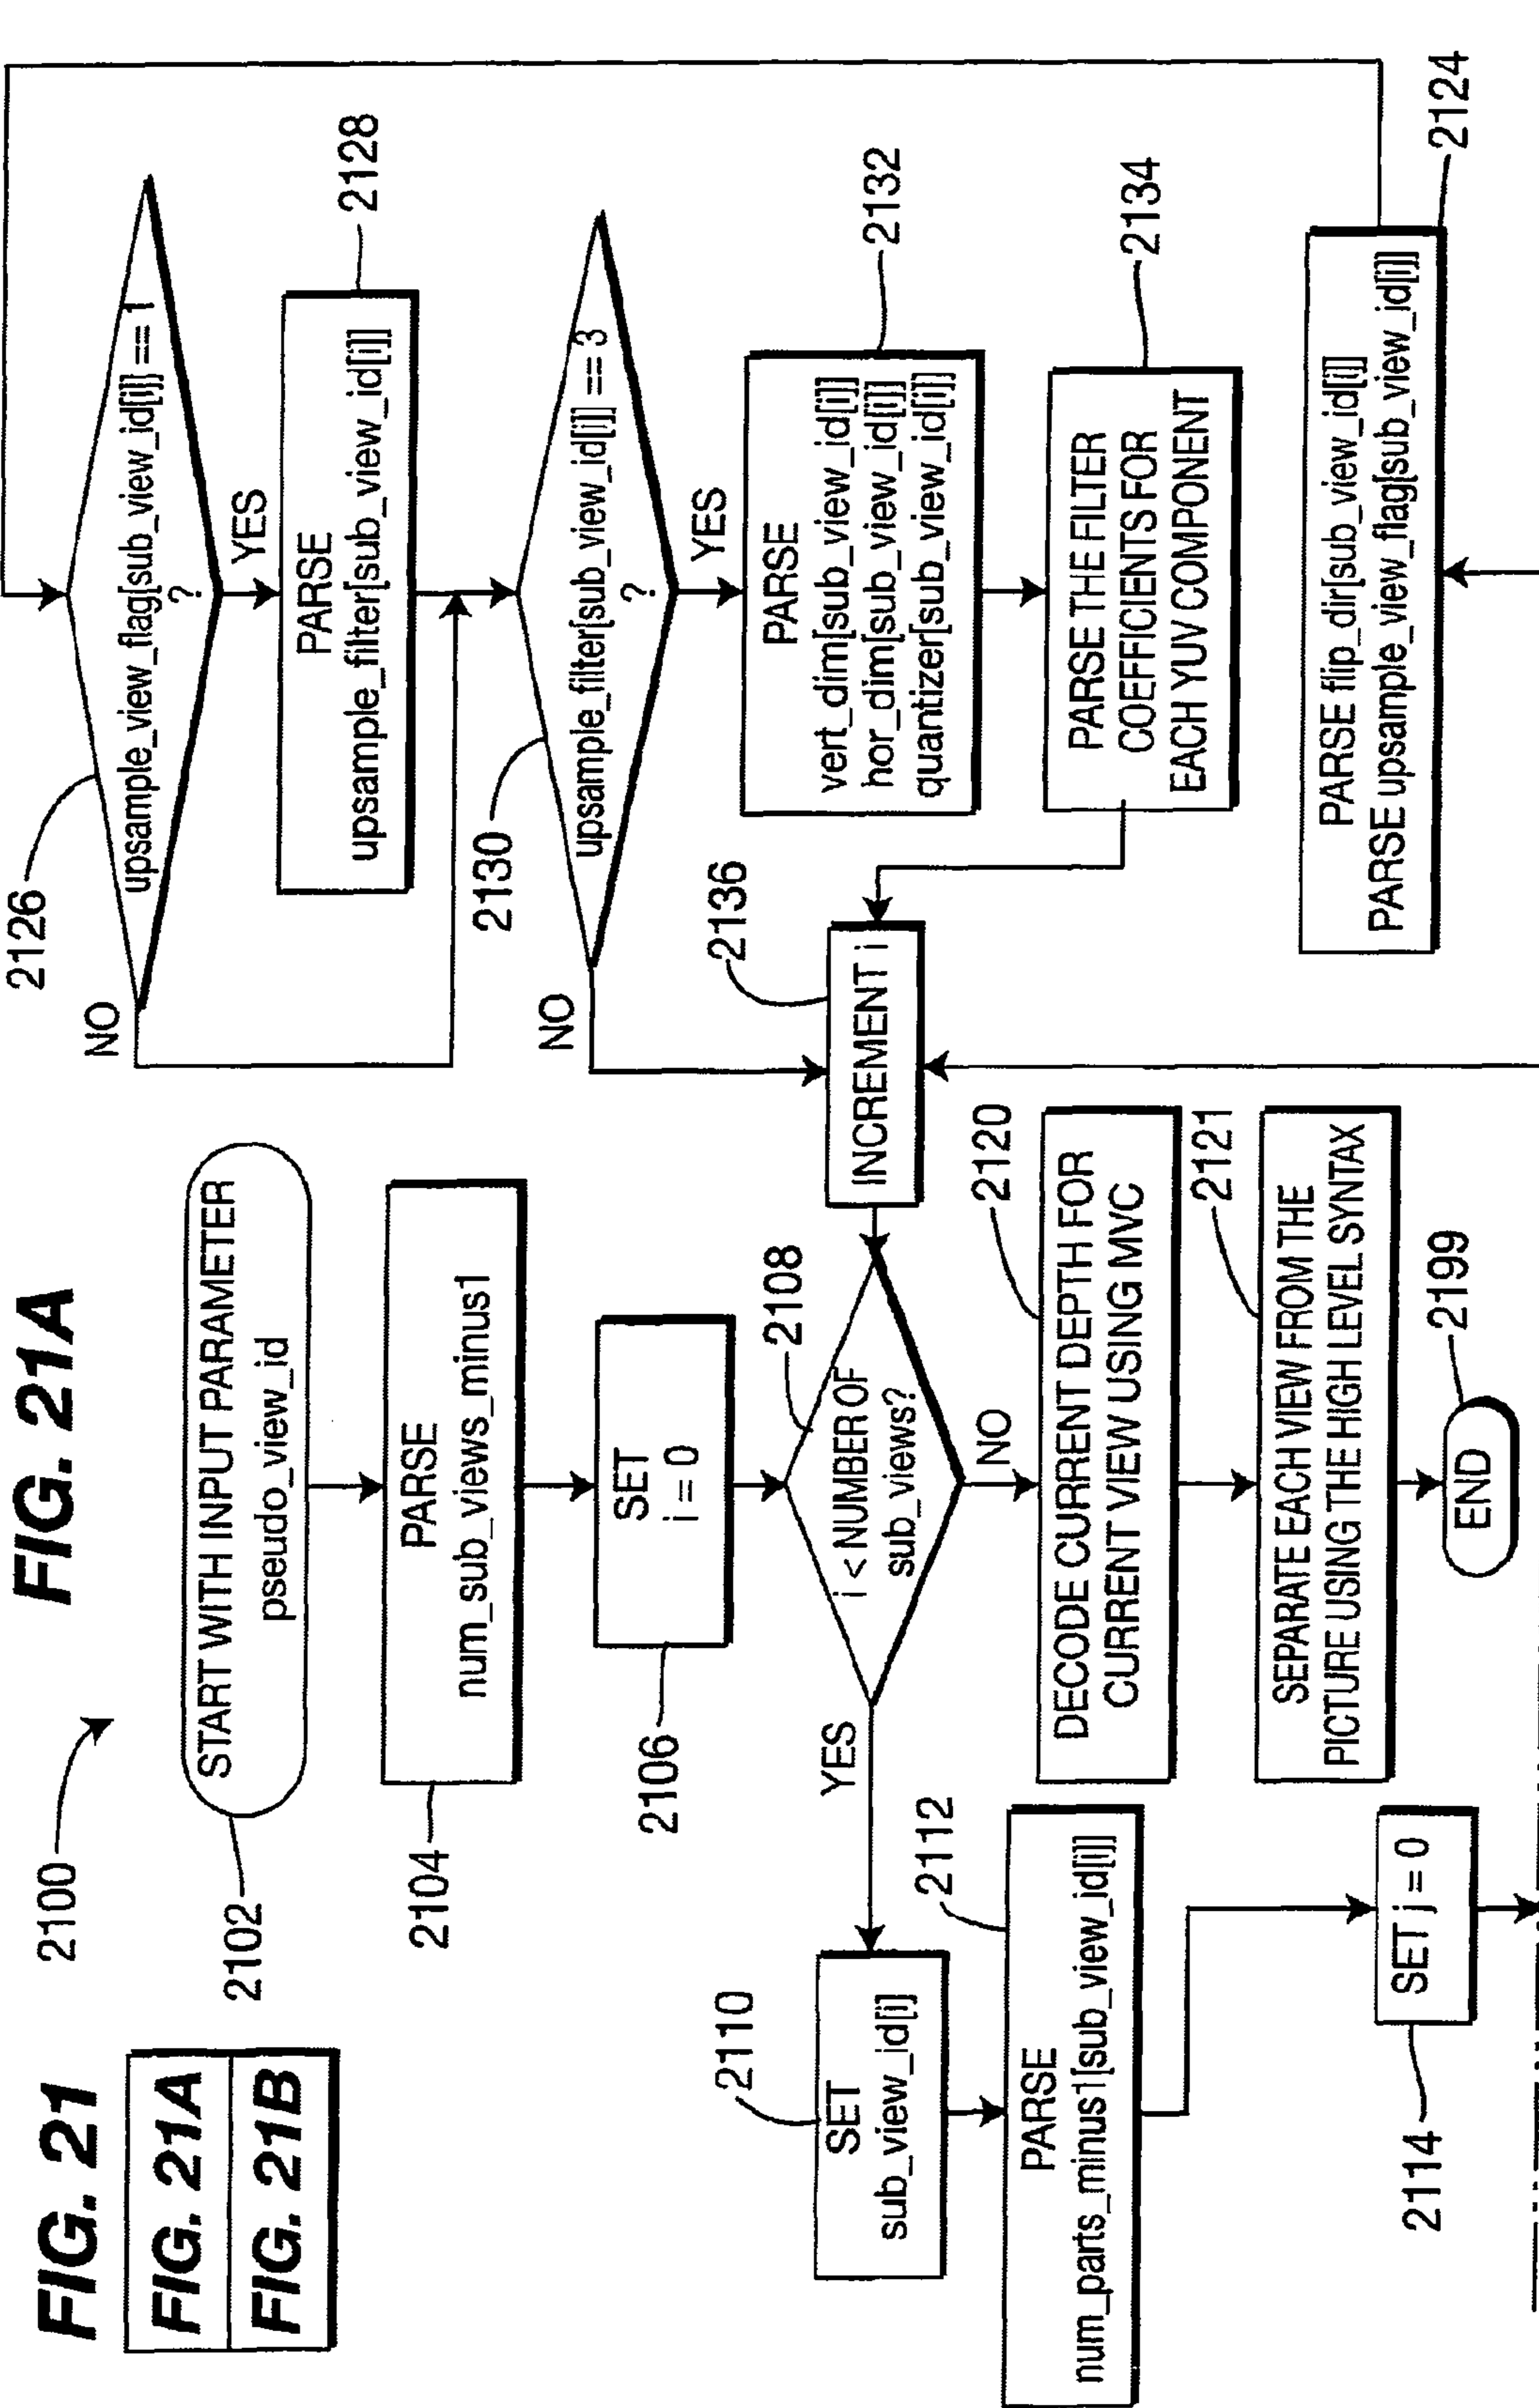 FIG. 21
FIG. 21A
FIG. 21B
FIG. 21A
2100
START WITH INPUT PARAMETER
pseudo_view_id
2102
PARSE
num_sub_views_minus1
2104
SET
i = 0
2106
i < NUMBER OF
sub_views?
2108
YES
NO
SET
sub_view_id[i]
2110
PARSE
num_parts_minus1[sub_view_id[i]]
2112
SET j = 0
2114
DECODE CURRENT DEPTH FOR
CURRENT VIEW USING MVC
2120
SEPARATE EACH VIEW FROM THE
PICTURE USING THE HIGH LEVEL SYNTAX
2121
END
2199
2126
upsample_view_flag[sub_view_id[i]] == 1
?
NO
YES
PARSE
upsample_filter[sub_view_id[i]]
2128
2130
upsample_filter[sub_view_id[i]] == 3
?
NO
YES
PARSE
vert_dim[sub_view_id[i]]
hor_dim[sub_view_id[i]]
quantizer[sub_view_id[i]]
2132
PARSE THE FILTER
COEFFICIENTS FOR
EACH YUV COMPONENT
2134
INCREMENT i
2136
PARSE flip_dir[sub_view_id[i]]
PARSE upsample_view_flag[sub_view_id[i]]
2124